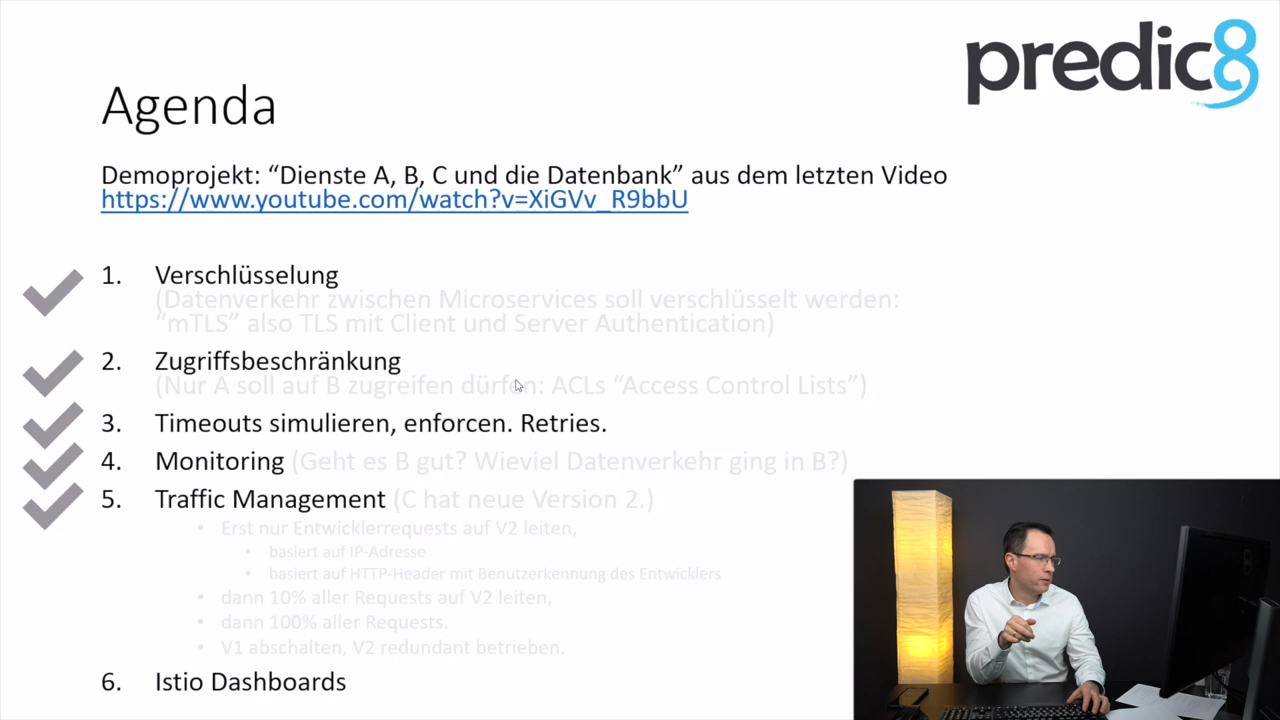 predic8
Agenda
Demoprojekt: “Dienste A, B, C und die Datenbank” aus dem letzten Video
https://www.youtube.com/watch?v=XiGVv_R9bbU
1. Verschlüsselung
(Datenverkehr zwischen Microservices soll verschlüsselt werden:
“mTLS” also TLS mit Client und Server Authentication)
2. Zugriffsbeschränkung
(Nur A soll auf B zugreifen dürfen: ACLs “Access Control Lists”)
3. Timeouts simulieren, enforcen. Retries.
4. Monitoring (Geht es B gut? Wieviel Datenverkehr ging in B?)
5. Traffic Management (C hat neue Version 2.)
• Erst nur Entwicklerrequests auf V2 leiten,
• basiert auf IP-Adresse
• basiert auf HTTP-Header mit Benutzerkennung des Entwicklers
• dann 10% aller Requests auf V2 leiten,
• dann 100% aller Requests.
• V1 abschalten, V2 redundant betrieben.
6. Istio Dashboards